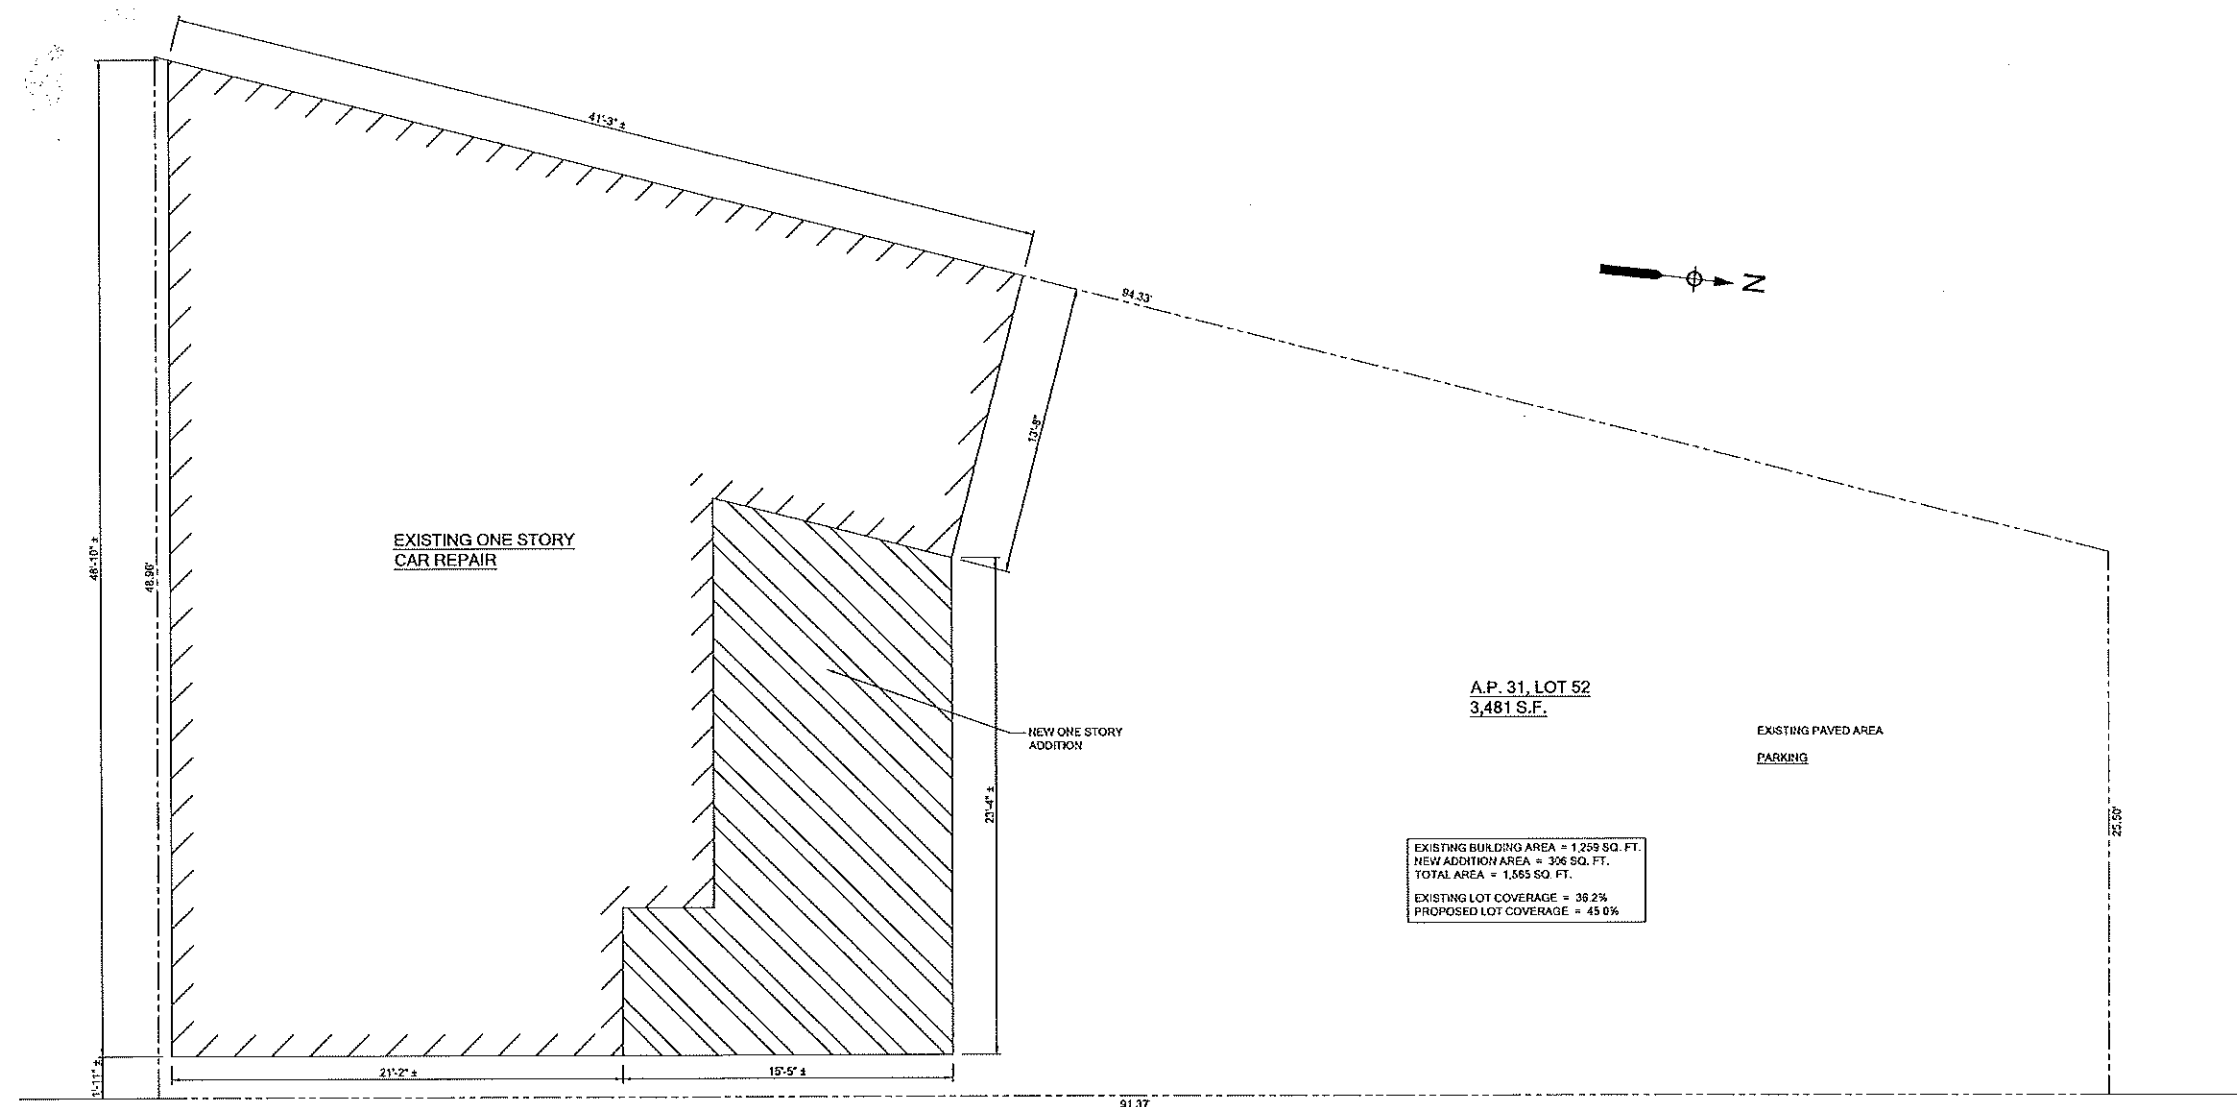 41'-3" ±
94.33'
N
13'-8"
48'-10" ±
48.96'
EXISTING ONE STORY
CAR REPAIR
A.P. 31, LOT 52
3,481 S.F.
NEW ONE STORY
ADDITION
EXISTING PAVED AREA
PARKING
23'-4" ±
25.50'
EXISTING BUILDING AREA = 1,259 SQ. FT.
NEW ADDITION AREA = 306 SQ. FT.
TOTAL AREA = 1,565 SQ. FT.
EXISTING LOT COVERAGE = 36.2%
PROPOSED LOT COVERAGE = 45.0%
1'-11" ±
21'-2" ±
15'-5" ±
91.37'